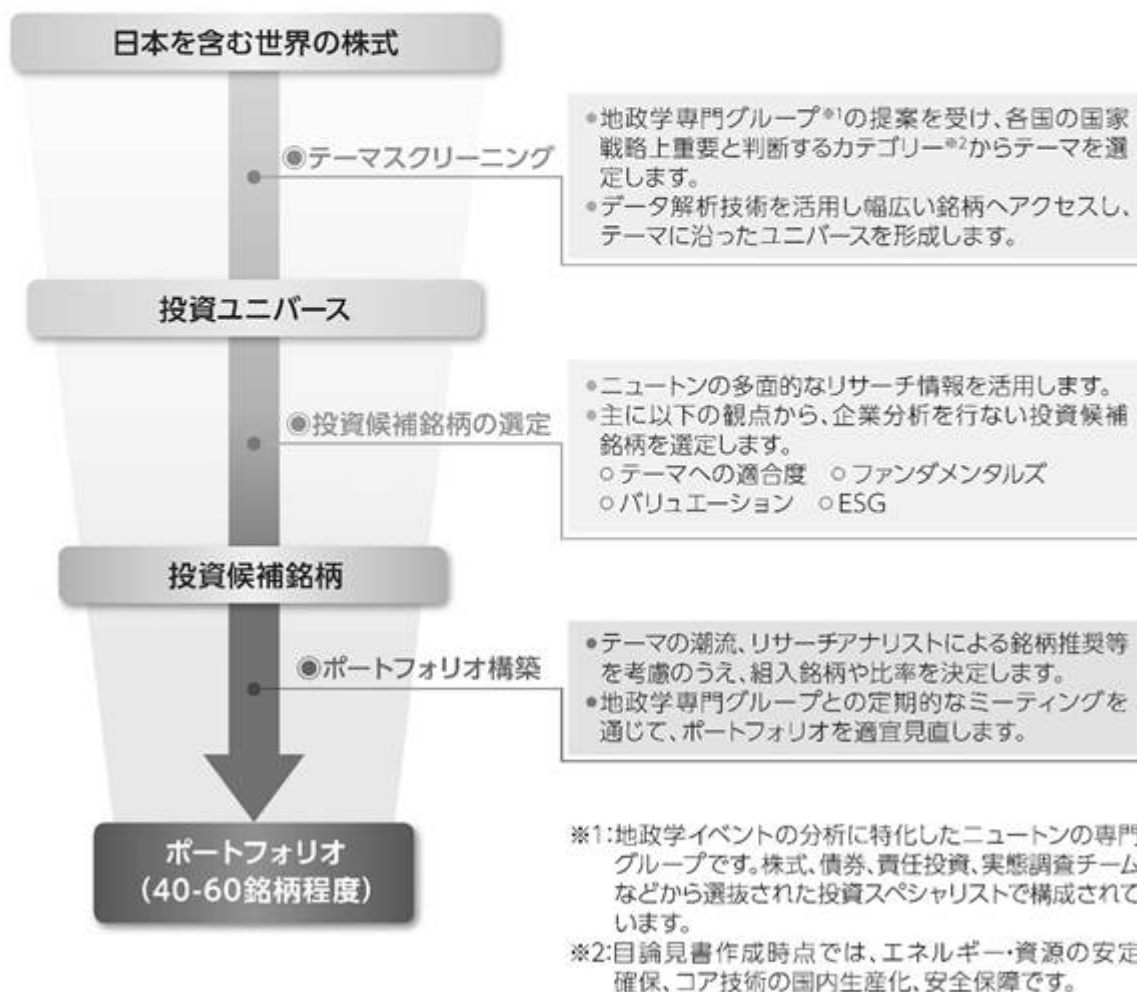 日本を含む世界の株式
◉テーマスクリーニング
•地政学専門グループ※1の提案を受け、各国の国家
戦略上重要と判断するカテゴリー※2からテーマを選
定します。
•データ解析技術を活用し幅広い銘柄へアクセスし、
テーマに沿ったユニバースを形成します。
投資ユニバース
◉投資候補銘柄の選定
•ニュートンの多面的なリサーチ情報を活用します。
•主に以下の観点から、企業分析を行ない投資候補
銘柄を選定します。
○テーマへの適合度 ○ファンダメンタルズ
○バリュエーション ○ESG
投資候補銘柄
◉ポートフォリオ構築
•テーマの潮流、リサーチアナリストによる銘柄推奨等
を考慮のうえ、組入銘柄や比率を決定します。
•地政学専門グループとの定期的なミーティングを
通じて、ポートフォリオを適宜見直します。
ポートフォリオ
(40-60銘柄程度)
※1:地政学イベントの分析に特化したニュートンの専門
グループです。株式、債券、責任投資、実態調査チーム
などから選抜された投資スペシャリストで構成されて
います。
※2:目論見書作成時点では、エネルギー・資源の安定
確保、コア技術の国内生産化、安全保障です。